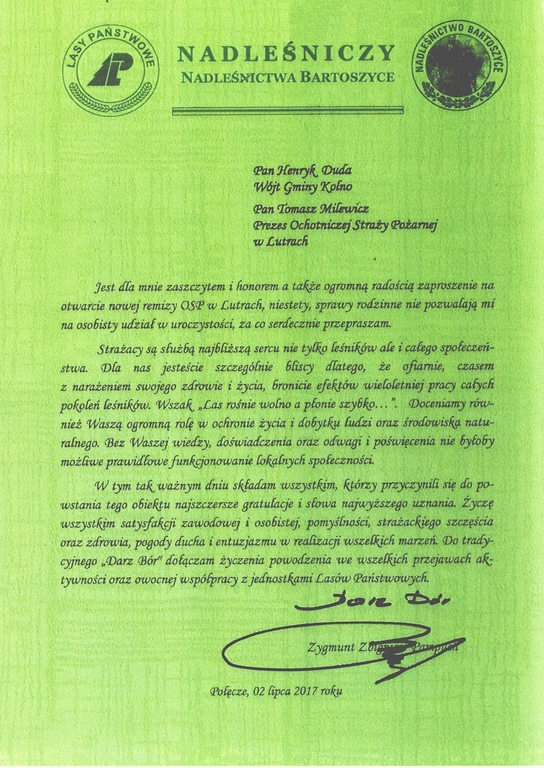 LASY PAŃSTWOWE
NADLEŚNICZY
NADLEŚNICTWA BARTOSZYCE
NADLEŚNICTWO BARTOSZYCE
Pan Henryk Duda
Wójt Gminy Kolno
Pan Tomasz Milewicz
Prezes Ochotniczej Straży Pożarnej
w Lutrach
Jest dla mnie zaszczytem i honorem a także ogromną radością zaproszenie na
otwarcie nowej remizy OSP w Lutrach, niestety, sprawy rodzinne nie pozwalają mi
na osobisty udział w uroczystości, za co serdecznie przepraszam.
Strażacy są służbą najbliższą sercu nie tylko leśników ale i całego społeczeń-
stwa. Dla nas jesteście szczególnie bliscy dlatego, że ofiarnie, czasem
z narażeniem swojego zdrowie i życia, bronicie efektów wieloletniej pracy całych
pokoleń leśników. Wszak „Las rośnie wolno a płonie szybko...”. Doceniamy rów-
nież Waszą ogromną rolę w ochronie życia i dobytku ludzi oraz środowiska natu-
ralnego. Bez Waszej wiedzy, doświadczenia oraz odwagi i poświęcenia nie byłoby
możliwe prawidłowe funkcjonowanie lokalnych społeczności.
W tym tak ważnym dniu składam wszystkim, którzy przyczynili się do po-
wstania tego obiektu najszczersze gratulacje i słowa najwyższego uznania. Życzę
wszystkim satysfakcji zawodowej i osobistej, pomyślności, strażackiego szczęścia
oraz zdrowia, pogody ducha i entuzjazmu w realizacji wszelkich marzeń. Do trady-
cyjnego „Darz Bór" dołączam życzenia powodzenia we wszelkich przejawach ak-
tywności oraz owocnej współpracy z jednostkami Lasów Państwowych.
Darz Bór
Zygmunt
Połęcze, 02 lipca 2017 roku